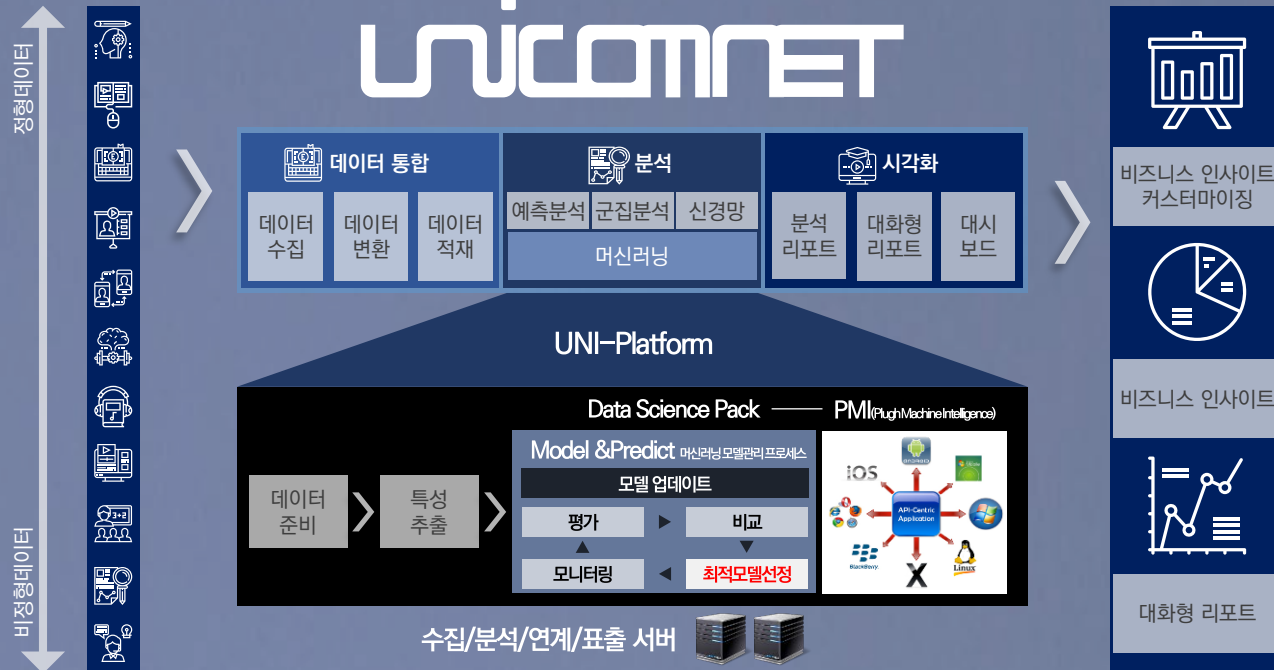 UNICOMNET
정형데이터
비정형데이터
데이터 통합
데이터
수집
데이터
변환
데이터
적재
분석
예측분석
군집분석
신경망
머신러닝
시각화
분석
리포트
대화형
리포트
대시
보드
UNI-Platform
Data Science Pack
PMI(Plugh Machine Intelligence)
데이터
준비
특성
추출
Model &Predict 머신러닝 모델관리 프로세스
모델 업데이트
평가
비교
모니터링
최적모델선정
ANDROID
iOS
API-Centric
Application
BlackBerry
X
Linux
수집/분석/연계/표출 서버
비즈니스 인사이트
커스터마이징
비즈니스 인사이트
대화형 리포트
3+2